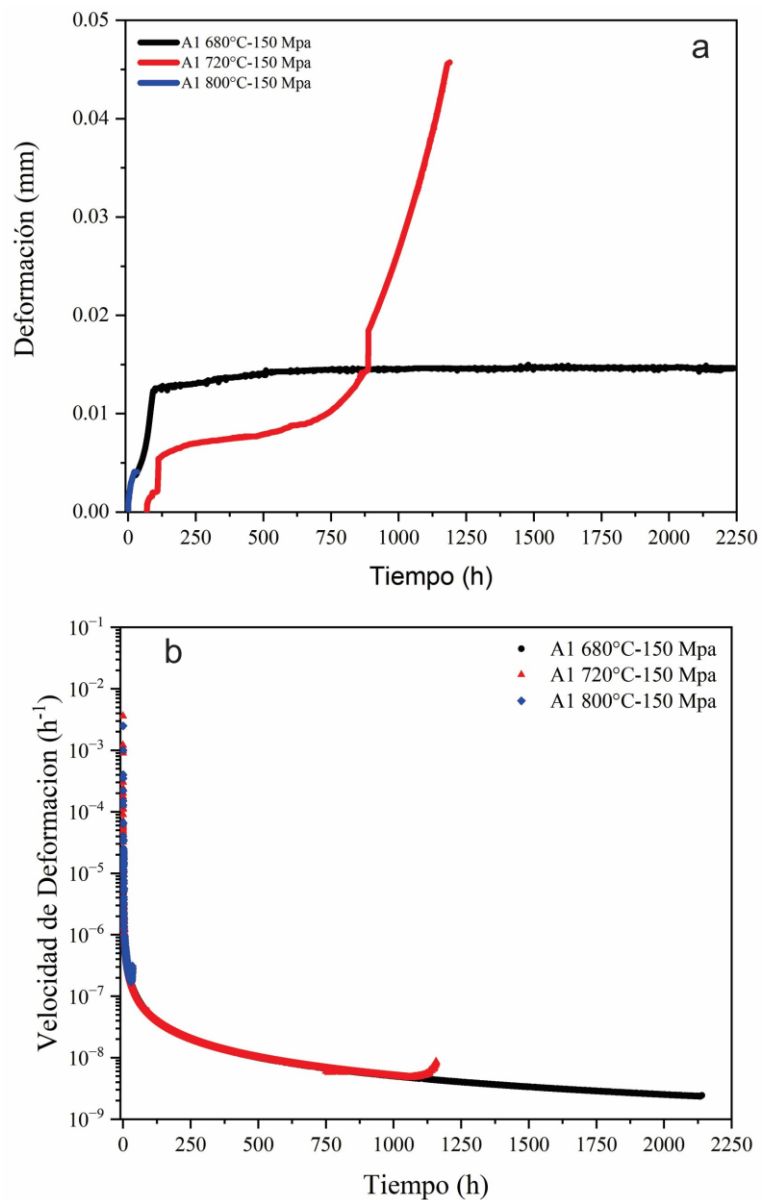 a
A1 680°C-150 Mpa
A1 720°C-150 Mpa
A1 800°C-150 Mpa
Deformación (mm)
0.05
0.04
0.03
0.02
0.01
0.00
0 250 500 750 1000 1250 1500 1750 2000 2250
Tiempo (h)
b
A1 680°C-150 Mpa
A1 720°C-150 Mpa
A1 800°C-150 Mpa
Velocidad de Deformacion (h⁻¹)
10⁻¹
10⁻²
10⁻³
10⁻⁴
10⁻⁵
10⁻⁶
10⁻⁷
10⁻⁸
10⁻⁹
0 250 500 750 1000 1250 1500 1750 2000 2250
Tiempo (h)